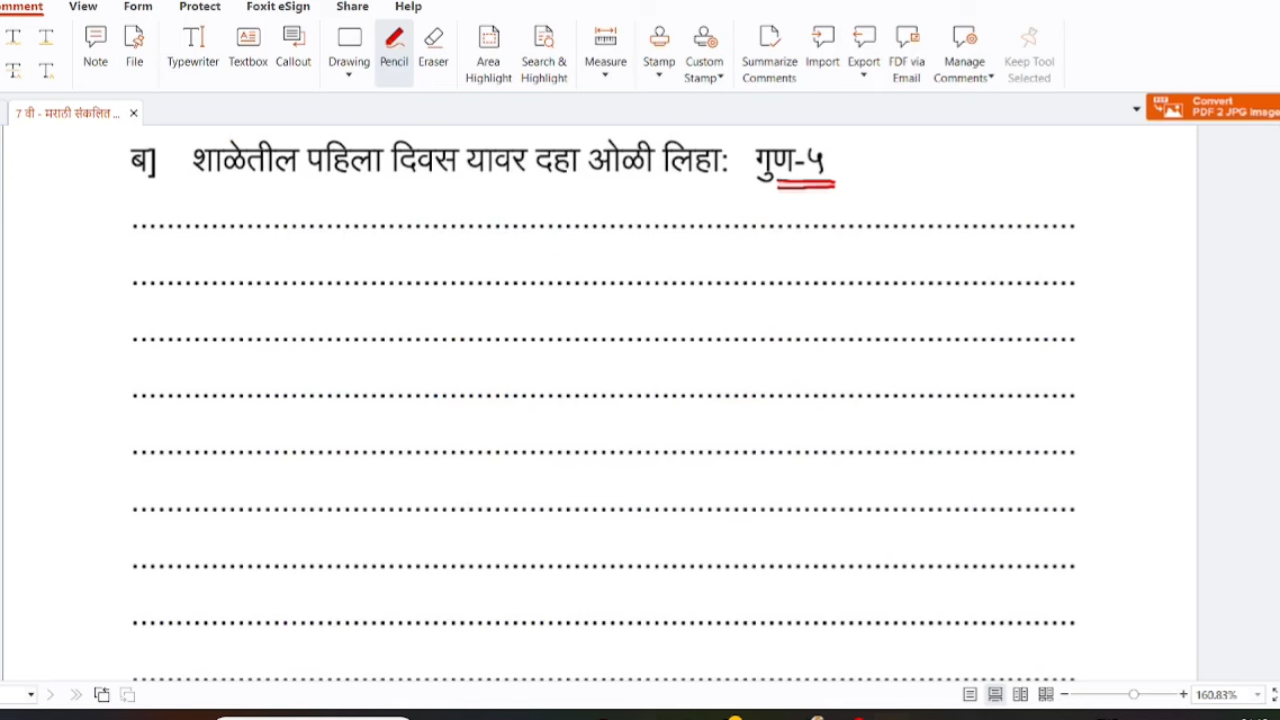 omment View Form Protect Foxit eSign Share Help
Note File Typewriter Textbox Callout Drawing Pencil Eraser Area Highlight Search & Highlight Measure Stamp Custom Stamp Summarize Comments Import Export FDF via Email Manage Comments Keep Tool Selected
7 वी - मराठी संकलित ...
Convert
PDF 2 JPG Image
ब] शाळेतील पहिला दिवस यावर दहा ओळी लिहा: गुण-५
160.83%